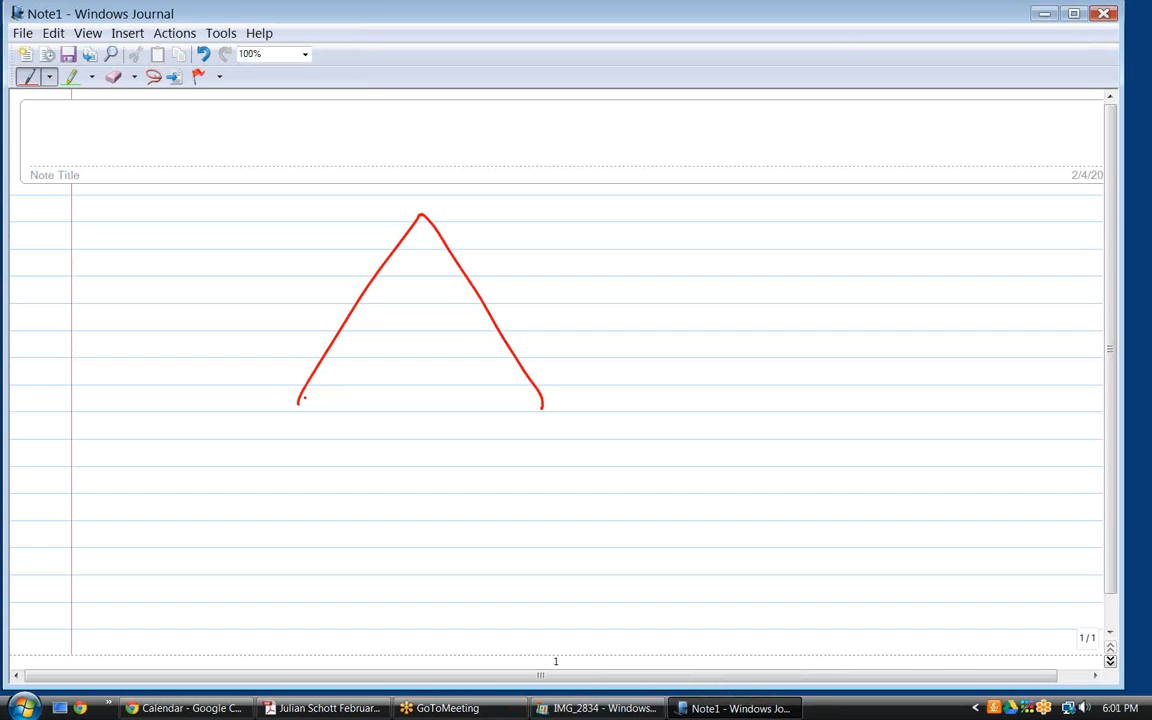 Note1 - Windows Journal
File Edit View Insert Actions Tools Help
100%
Note Title
2/4/20
1 / 1
1
Calendar - Google C...
Julian Schott Februar...
GoToMeeting
IMG_2834 - Windows...
Note1 - Windows Jo...
6:01 PM